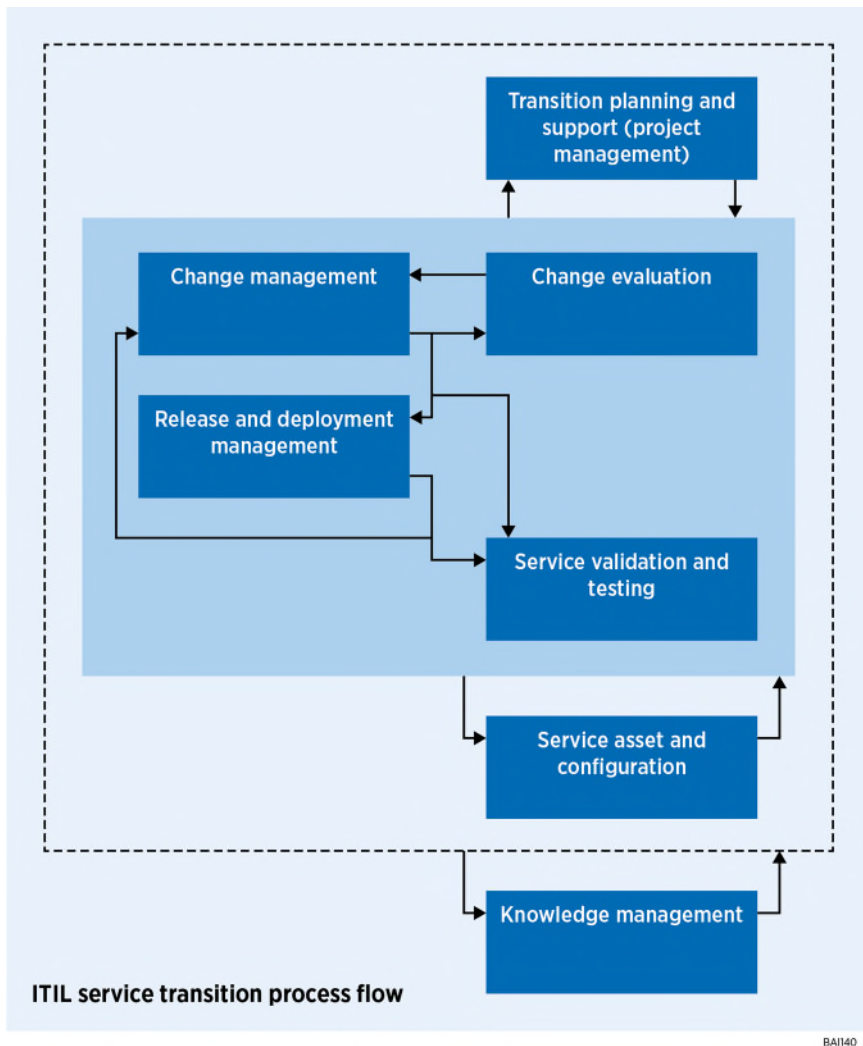 Transition planning and
support (project
management)
Change management
Change evaluation
Release and deployment
management
Service validation and
testing
Service asset and
configuration
Knowledge management
ITIL service transition process flow
BAI140